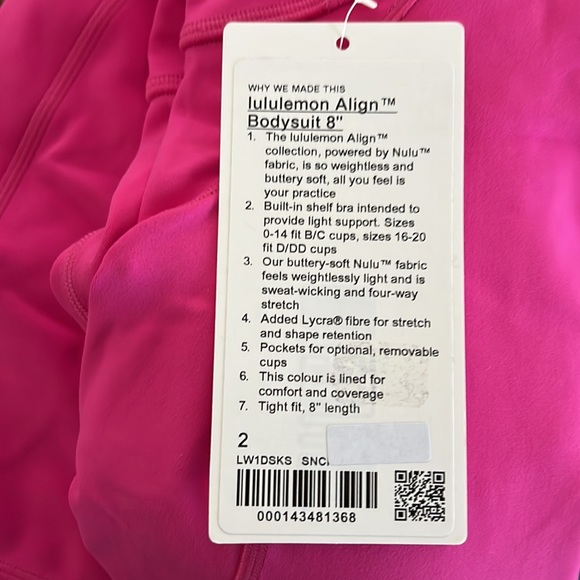 WHY WE MADE THIS
lululemon Align™
Bodysuit 8"
1. The lululemon Align™
collection, powered by Nulu™
fabric, is so weightless and
buttery soft, all you feel is
your practice
2. Built-in shelf bra intended to
provide light support. Sizes
0-14 fit B/C cups, sizes 16-20
fit D/DD cups
3. Our buttery-soft Nulu™ fabric
feels weightlessly light and is
sweat-wicking and four-way
stretch
4. Added Lycra® fibre for stretch
and shape retention
5. Pockets for optional, removable
cups
6. This colour is lined for
comfort and coverage
7. Tight fit, 8" length
2
LW1DSKS
000143481368